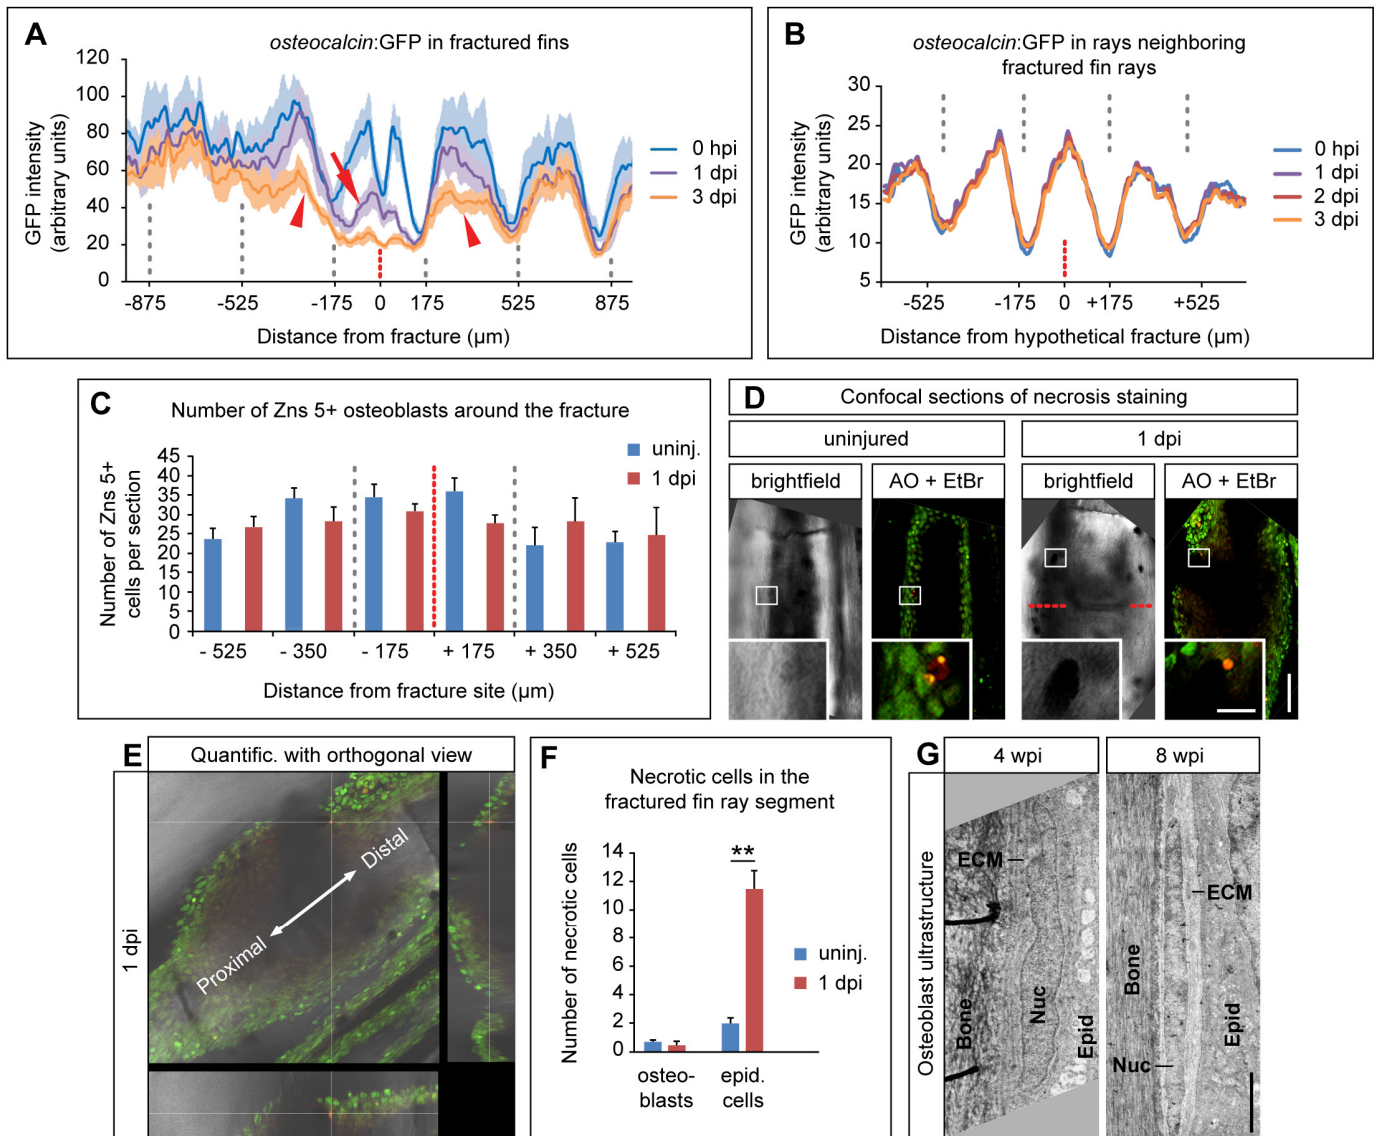 A
osteocalcin:GFP in fractured fins
GFP intensity
(arbitrary units)
120
100
80
60
40
20
0
-875
-525
-175
0
175
525
875
Distance from fracture (µm)
0 hpi
1 dpi
3 dpi
B
osteocalcin:GFP in rays neighboring
fractured fin rays
GFP intensity
(arbitrary units)
30
25
20
15
10
5
-525
-175
0
+175
+525
Distance from hypothetical fracture (µm)
0 hpi
1 dpi
2 dpi
3 dpi
C
Number of Zns 5+ osteoblasts around the fracture
Number of Zns 5+
cells per section
45
40
35
30
25
20
15
10
5
0
- 525
- 350
- 175
+ 175
+ 350
+ 525
Distance from fracture site (µm)
uninj.
1 dpi
D
Confocal sections of necrosis staining
uninjured
1 dpi
brightfield
AO + EtBr
brightfield
AO + EtBr
E
Quantific. with orthogonal view
1 dpi
Distal
Proximal
F
Necrotic cells in the
fractured fin ray segment
Number of necrotic cells
14
12
10
8
6
4
2
0
**
osteo-
blasts
epid.
cells
uninj.
1 dpi
G
4 wpi
8 wpi
Osteoblast ultrastructure
ECM
Bone
Nuc
Epid
Bone
ECM
Nuc
Epid